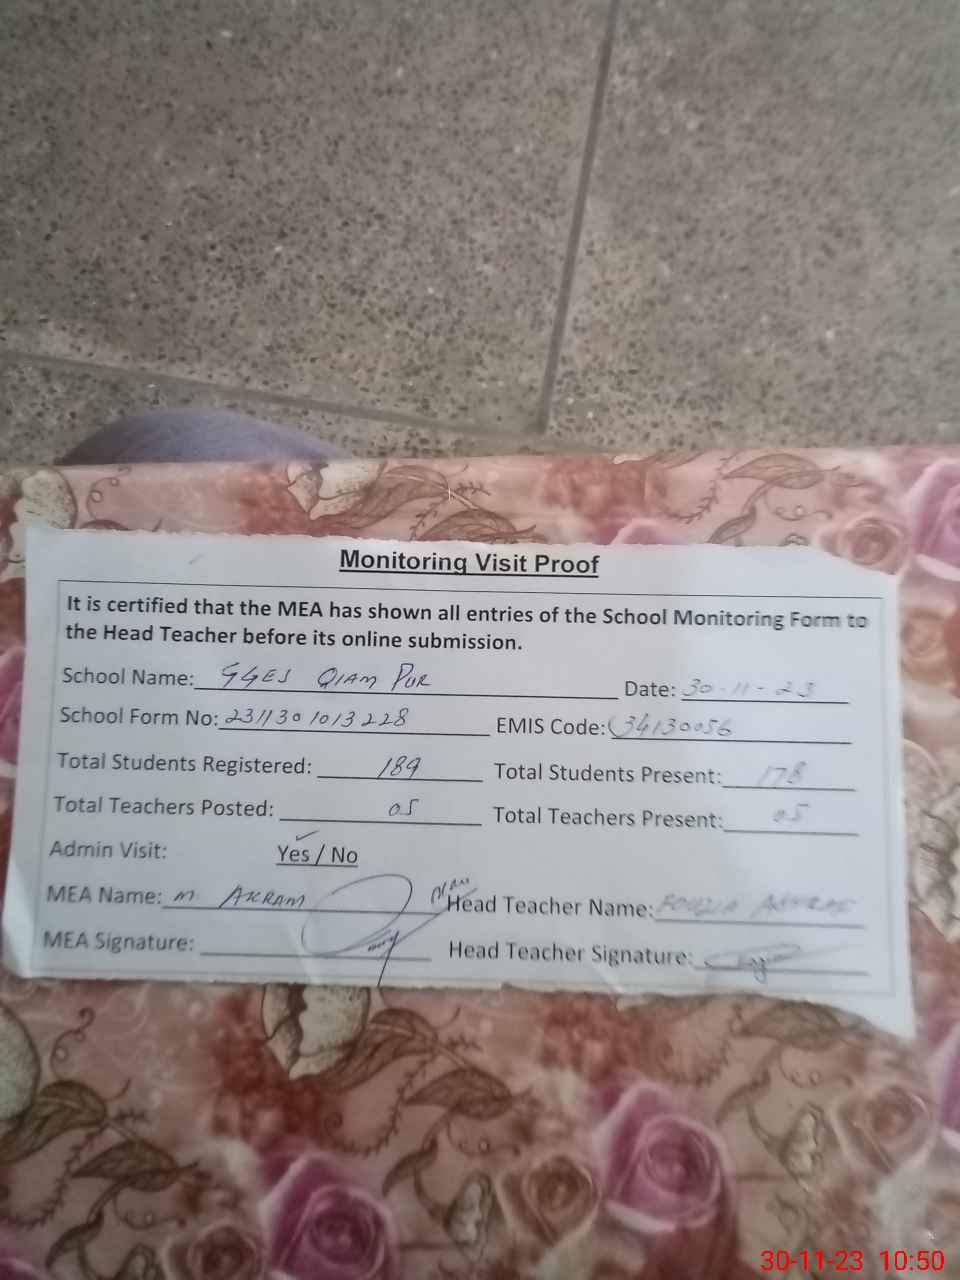 Monitoring Visit Proof
It is certified that the MEA has shown all entries of the School Monitoring Form to
the Head Teacher before its online submission.
School Name: GGES QIAM PUR Date: 30-11-23
School Form No: 2311301013228 EMIS Code: 34130056
Total Students Registered: 189 Total Students Present: 178
Total Teachers Posted: 05 Total Teachers Present: 05
Admin Visit: Yes / No
MEA Name: M AKRAM Head Teacher Name: FOUZIA
MEA Signature: Head Teacher Signature:
30-11-23 10:50